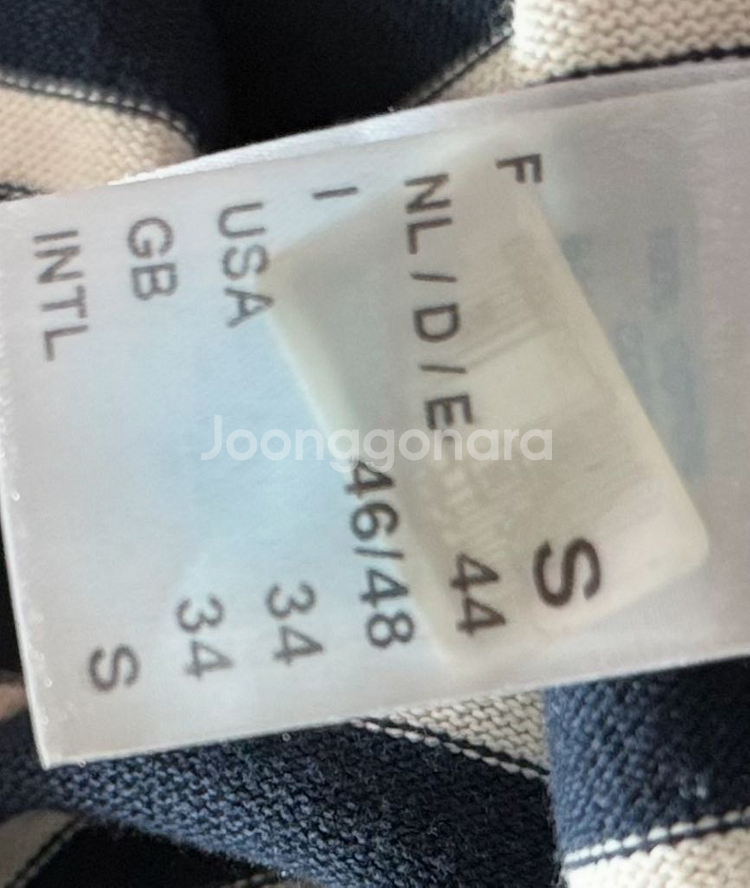 F S
NL / D / E 44
I 46/48
USA 34
GB 34
INTL S
Joonggonara